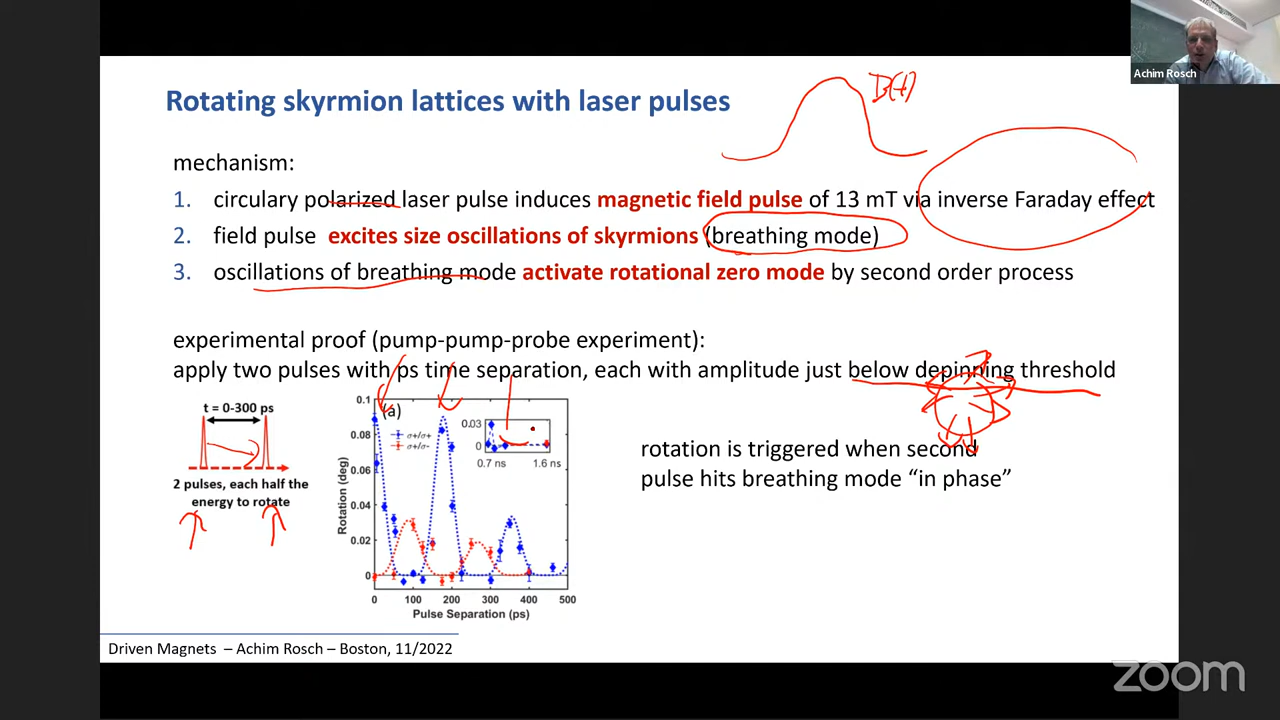 Achim Rosch
Rotating skyrmion lattices with laser pulses
B(t)
mechanism:
1. circulary polarized laser pulse induces magnetic field pulse of 13 mT via inverse Faraday effect
2. field pulse excites size oscillations of skyrmions (breathing mode)
3. oscillations of breathing mode activate rotational zero mode by second order process
experimental proof (pump-pump-probe experiment):
apply two pulses with ps time separation, each with amplitude just below depinning threshold
t = 0-300 ps
2 pulses, each half the
energy to rotate
(a)
σ+/σ+
σ+/σ-
0.03
0
0.7 ns 1.6 ns
Rotation (deg)
0.1
0.08
0.06
0.04
0.02
0
0 100 200 300 400 500
Pulse Separation (ps)
rotation is triggered when second
pulse hits breathing mode “in phase”
Driven Magnets – Achim Rosch – Boston, 11/2022
zoom